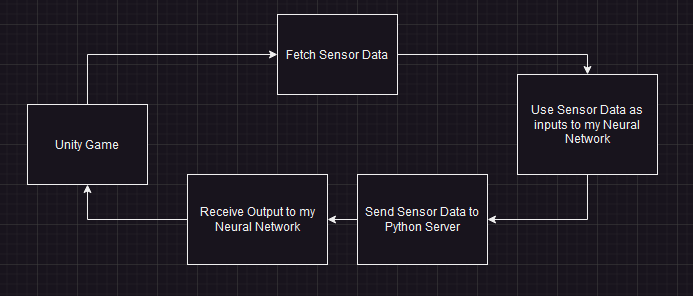 Fetch Sensor Data
Use Sensor Data as
inputs to my Neural
Network
Unity Game
Receive Output to my
Neural Network
Send Sensor Data to
Python Server